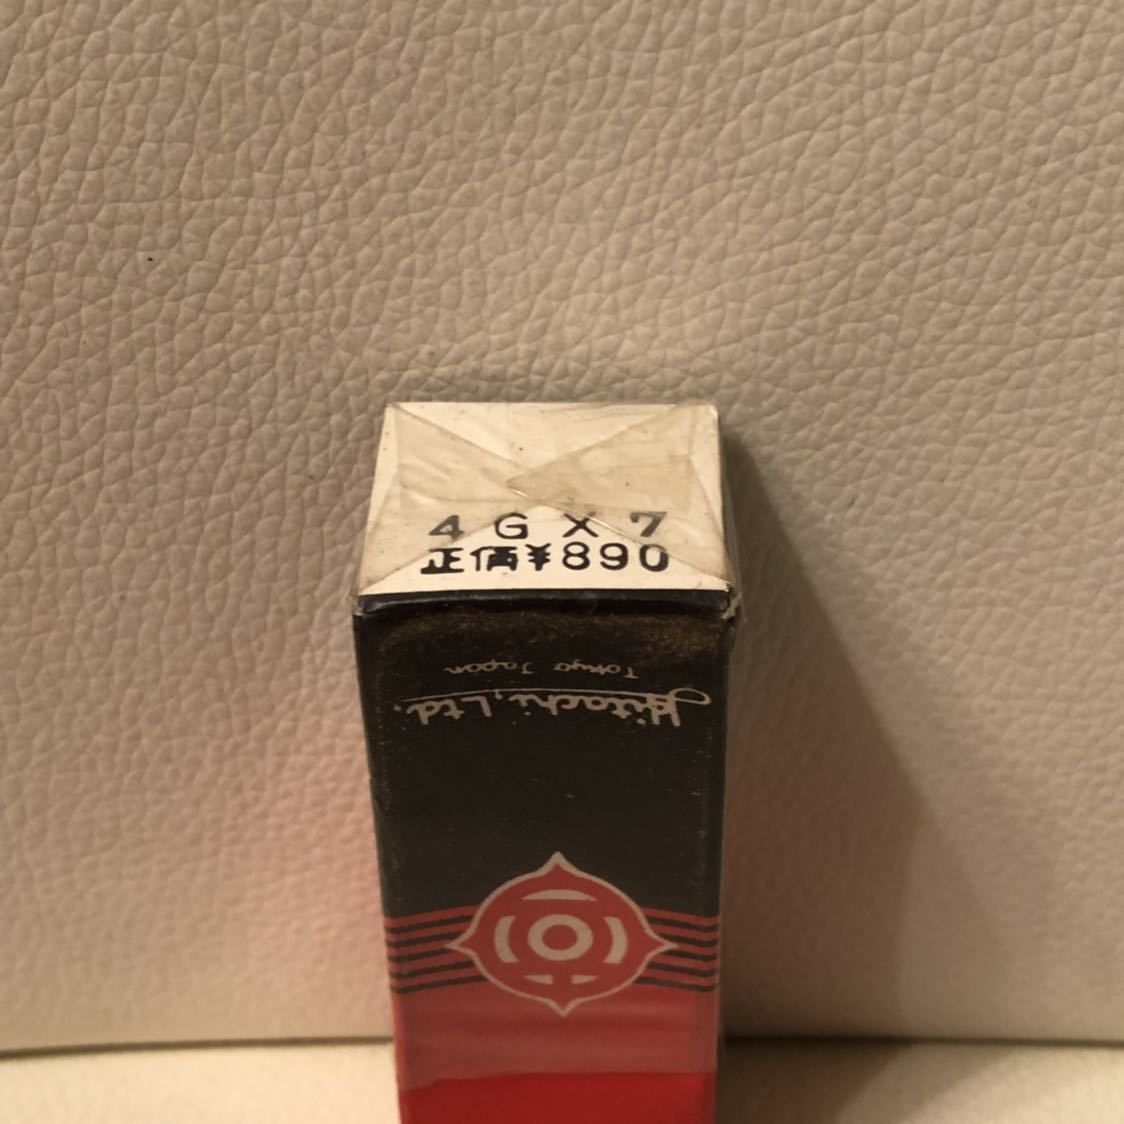 4GX7
正価¥890
Hitachi, Ltd.
Tokyo Japan